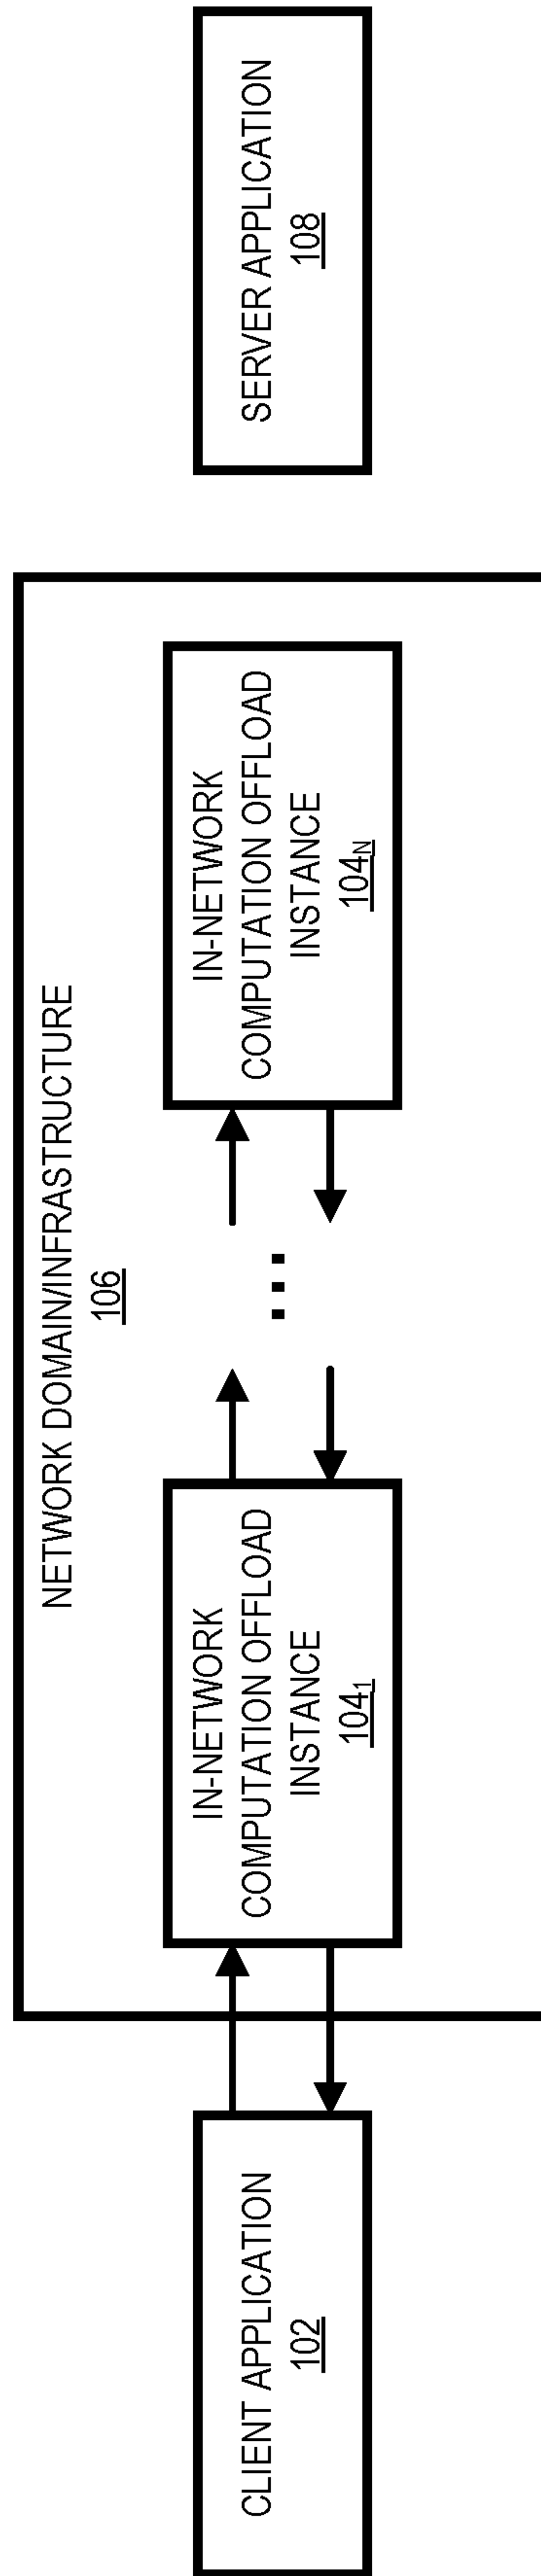 NETWORK DOMAIN/INFRASTRUCTURE
106
CLIENT APPLICATION
102
IN-NETWORK
COMPUTATION OFFLOAD
INSTANCE
104₁
...
IN-NETWORK
COMPUTATION OFFLOAD
INSTANCE
104_N
SERVER APPLICATION
108